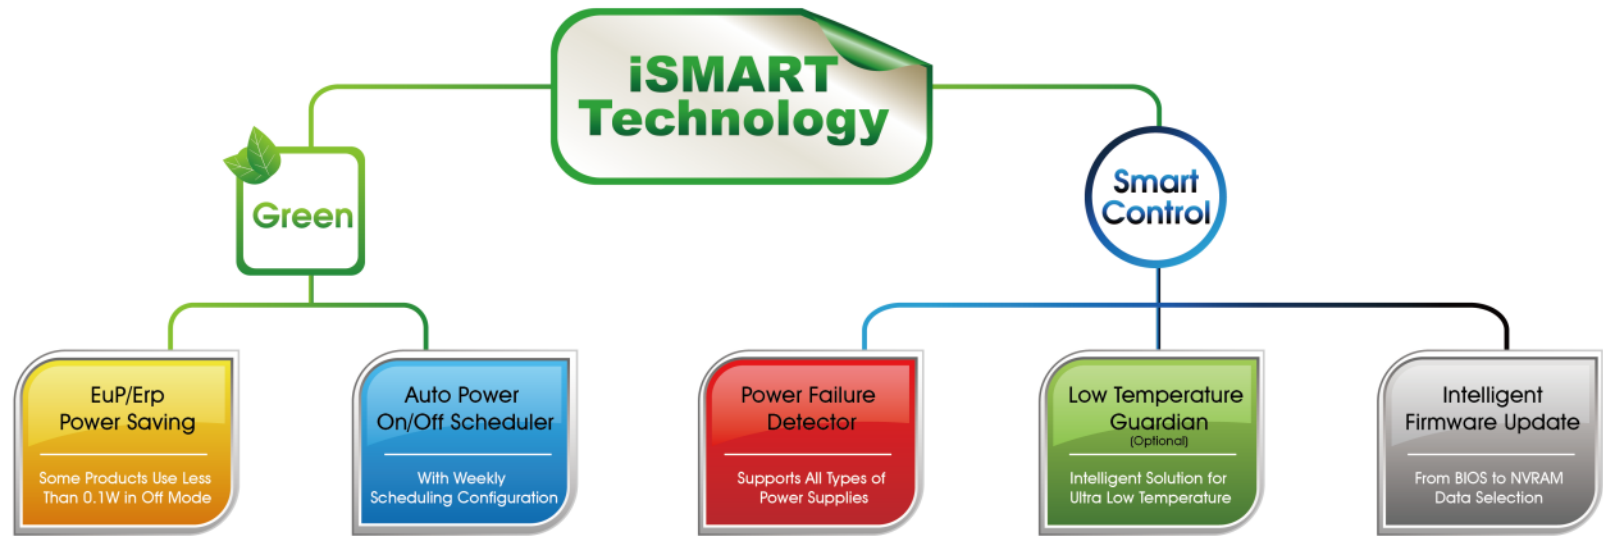 iSMART
Technology
Green
Smart
Control
EuP/Erp
Power Saving
Some Products Use Less
Than 0.1W in Off Mode
Auto Power
On/Off Scheduler
With Weekly
Scheduling Configuration
Power Failure
Detector
Supports All Types of
Power Supplies
Low Temperature
Guardian
(Optional)
Intelligent Solution for
Ultra Low Temperature
Intelligent
Firmware Update
From BIOS to NVRAM
Data Selection